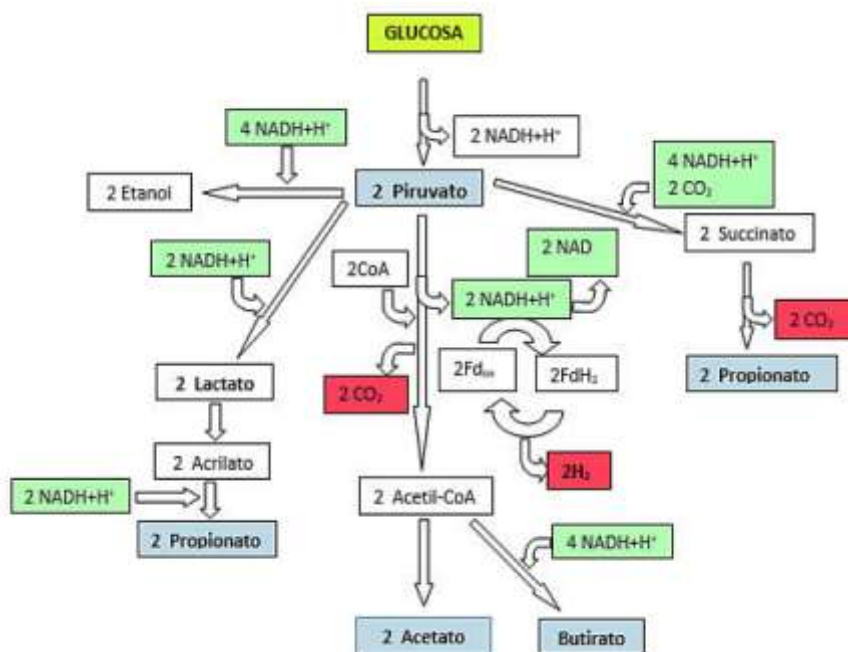 GLUCOSA
4 NADH+H⁺
2 NADH+H⁺
4 NADH+H⁺
2 CO₂
2 Etanol
2 Piruvato
2 Succinato
2 NAD
2 NADH+H⁺
2CoA
2 NADH+H⁺
2 CO₂
2 Lactato
2 CO₂
2Fd
2FdH₂
2 Propionato
2 Acrilato
2H₂
2 NADH+H⁺
2 Acetil-CoA
2 Propionato
4 NADH+H⁺
2 Acetato
Butirato